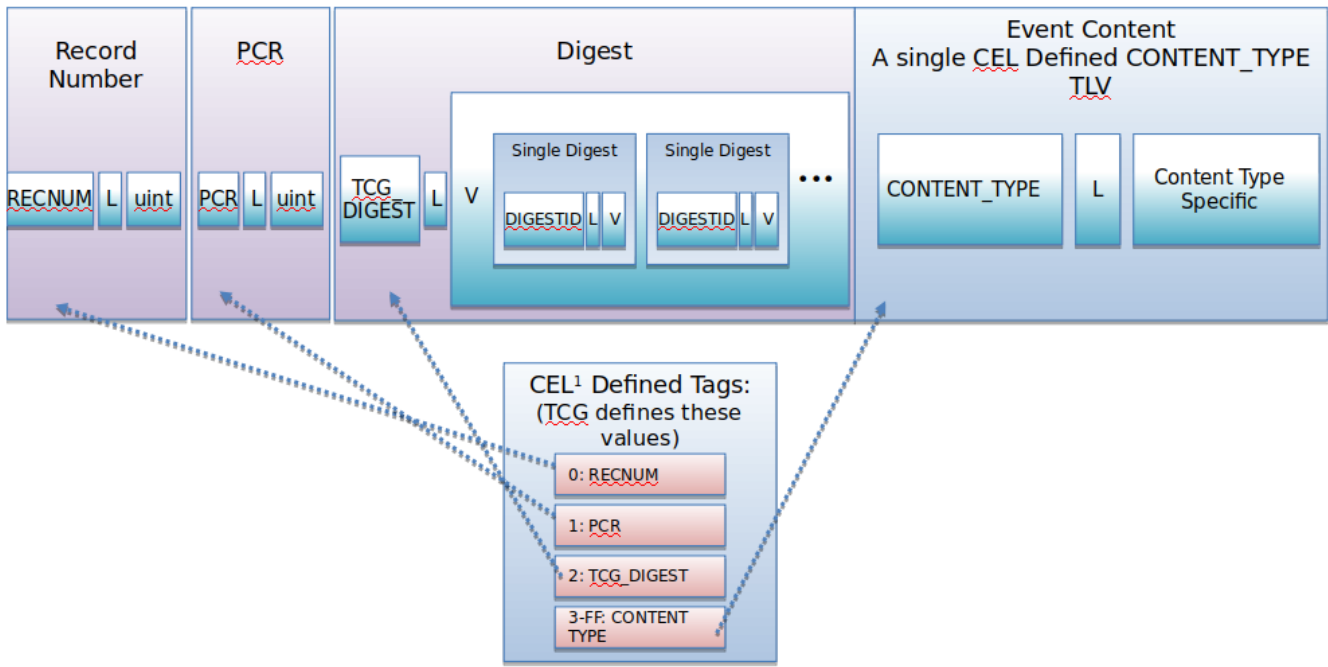 Record
Number
PCR
Digest
Event Content
A single CEL Defined CONTENT_TYPE
TLV
RECNUM L uint
PCR L uint
TCG_
DIGEST
L
V
Single Digest
DIGESTID L V
Single Digest
DIGESTID L V
...
CONTENT_TYPE
L
Content Type
Specific
CEL¹ Defined Tags:
(TCG defines these
values)
0: RECNUM
1: PCR
2: TCG_DIGEST
3-FF: CONTENT
TYPE